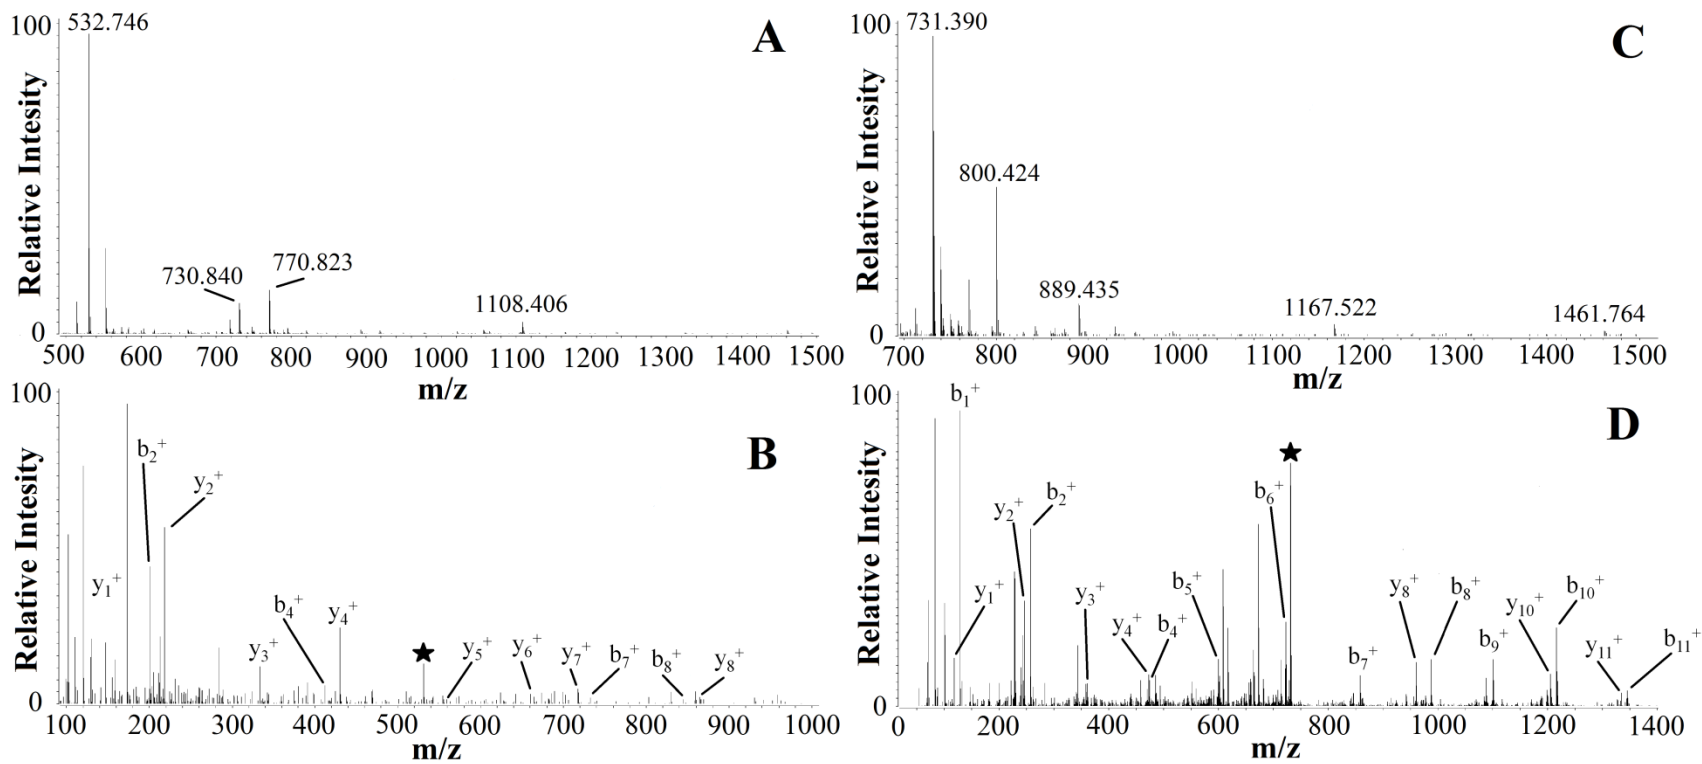 A
Relative Intesity
100
532.746
730.840
770.823
1108.406
0
500 600 700 800 900 1000 1100 1200 1300 1400 1500
m/z
C
Relative Intesity
100
731.390
800.424
889.435
1167.522
1461.764
0
700 800 900 1000 1100 1200 1300 1400 1500
m/z
B
Relative Intesity
100
y₁⁺
b₂⁺
y₂⁺
y₃⁺
b₄⁺
y₄⁺
★
y₅⁺
y₆⁺
y₇⁺
b₇⁺
b₈⁺
y₈⁺
0
100 200 300 400 500 600 700 800 900 1000
m/z
D
Relative Intesity
100
b₁⁺
y₁⁺
y₂⁺
b₂⁺
y₃⁺
y₄⁺
b₄⁺
b₅⁺
b₆⁺
★
b₇⁺
y₈⁺
b₈⁺
b₉⁺
y₁₀⁺
b₁₀⁺
y₁₁⁺
b₁₁⁺
0
0 200 400 600 800 1000 1200 1400
m/z